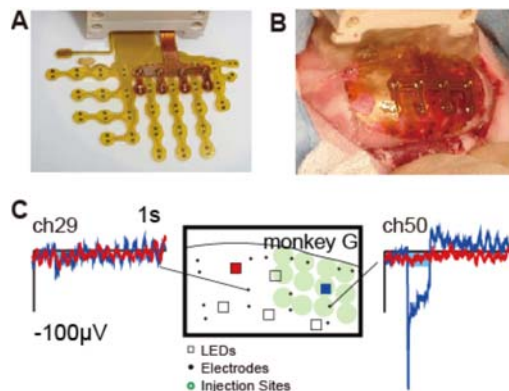 A
B
C
ch29
1s
-100µV
monkey G
ch50
LEDs
Electrodes
Injection Sites